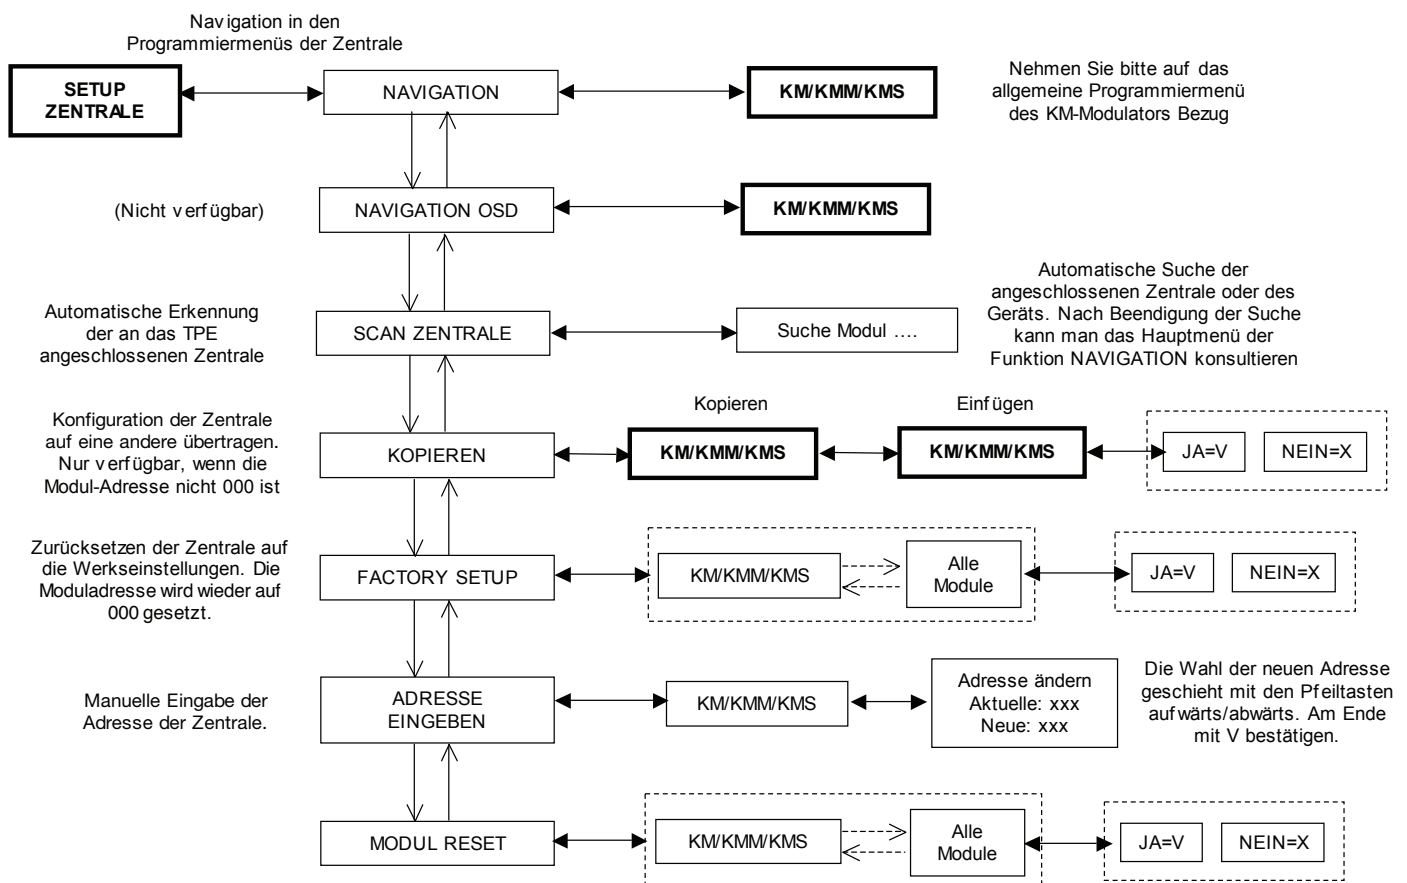 Navigation in den
Programmiermenüs der Zentrale
SETUP
ZENTRALE
NAVIGATION
KM/KMM/KMS
Nehmen Sie bitte auf das
allgemeine Programmiermenü
des KM-Modulators Bezug
(Nicht verfügbar)
NAVIGATION OSD
KM/KMM/KMS
Automatische Erkennung
der an das TPE
angeschlossenen Zentrale
SCAN ZENTRALE
Suche Modul ....
Automatische Suche der
angeschlossenen Zentrale oder des
Geräts. Nach Beendigung der Suche
kann man das Hauptmenü der
Funktion NAVIGATION konsultieren
Konfiguration der Zentrale
auf eine andere übertragen.
Nur verfügbar, wenn die
Modul-Adresse nicht 000 ist
KOPIEREN
Kopieren
KM/KMM/KMS
Einfügen
KM/KMM/KMS
JA=V
NEIN=X
Zurücksetzen der Zentrale auf
die Werkseinstellungen. Die
Moduladresse wird wieder auf
000 gesetzt.
FACTORY SETUP
KM/KMM/KMS
Alle
Module
JA=V
NEIN=X
Manuelle Eingabe der
Adresse der Zentrale.
ADRESSE
EINGEBEN
KM/KMM/KMS
Adresse ändern
Aktuelle: xxx
Neue: xxx
Die Wahl der neuen Adresse
geschieht mit den Pfeiltasten
aufwärts/abwärts. Am Ende
mit V bestätigen.
MODUL RESET
KM/KMM/KMS
Alle
Module
JA=V
NEIN=X